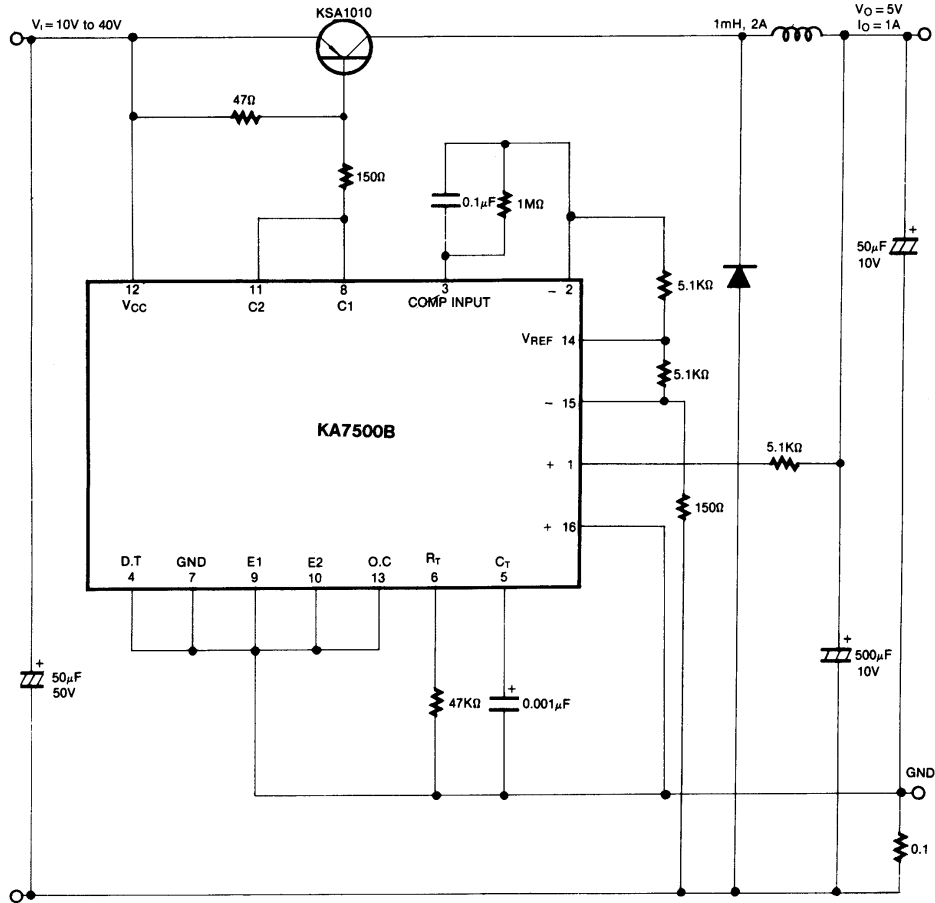 KSA1010
VI = 10V to 40V
1mH, 2A
VO = 5V
IO = 1A
47Ω
150Ω
0.1μF
1MΩ
+
50μF
10V
5.1KΩ
12
11
8
3
– 2
VCC
C2
C1
COMP INPUT
VREF 14
5.1KΩ
– 15
KA7500B
5.1KΩ
+ 1
150Ω
+ 16
D.T
GND
E1
E2
O.C
RT
CT
4
7
9
10
13
6
5
+
500μF
10V
+
50μF
50V
47KΩ
+
0.001μF
GND
0.1